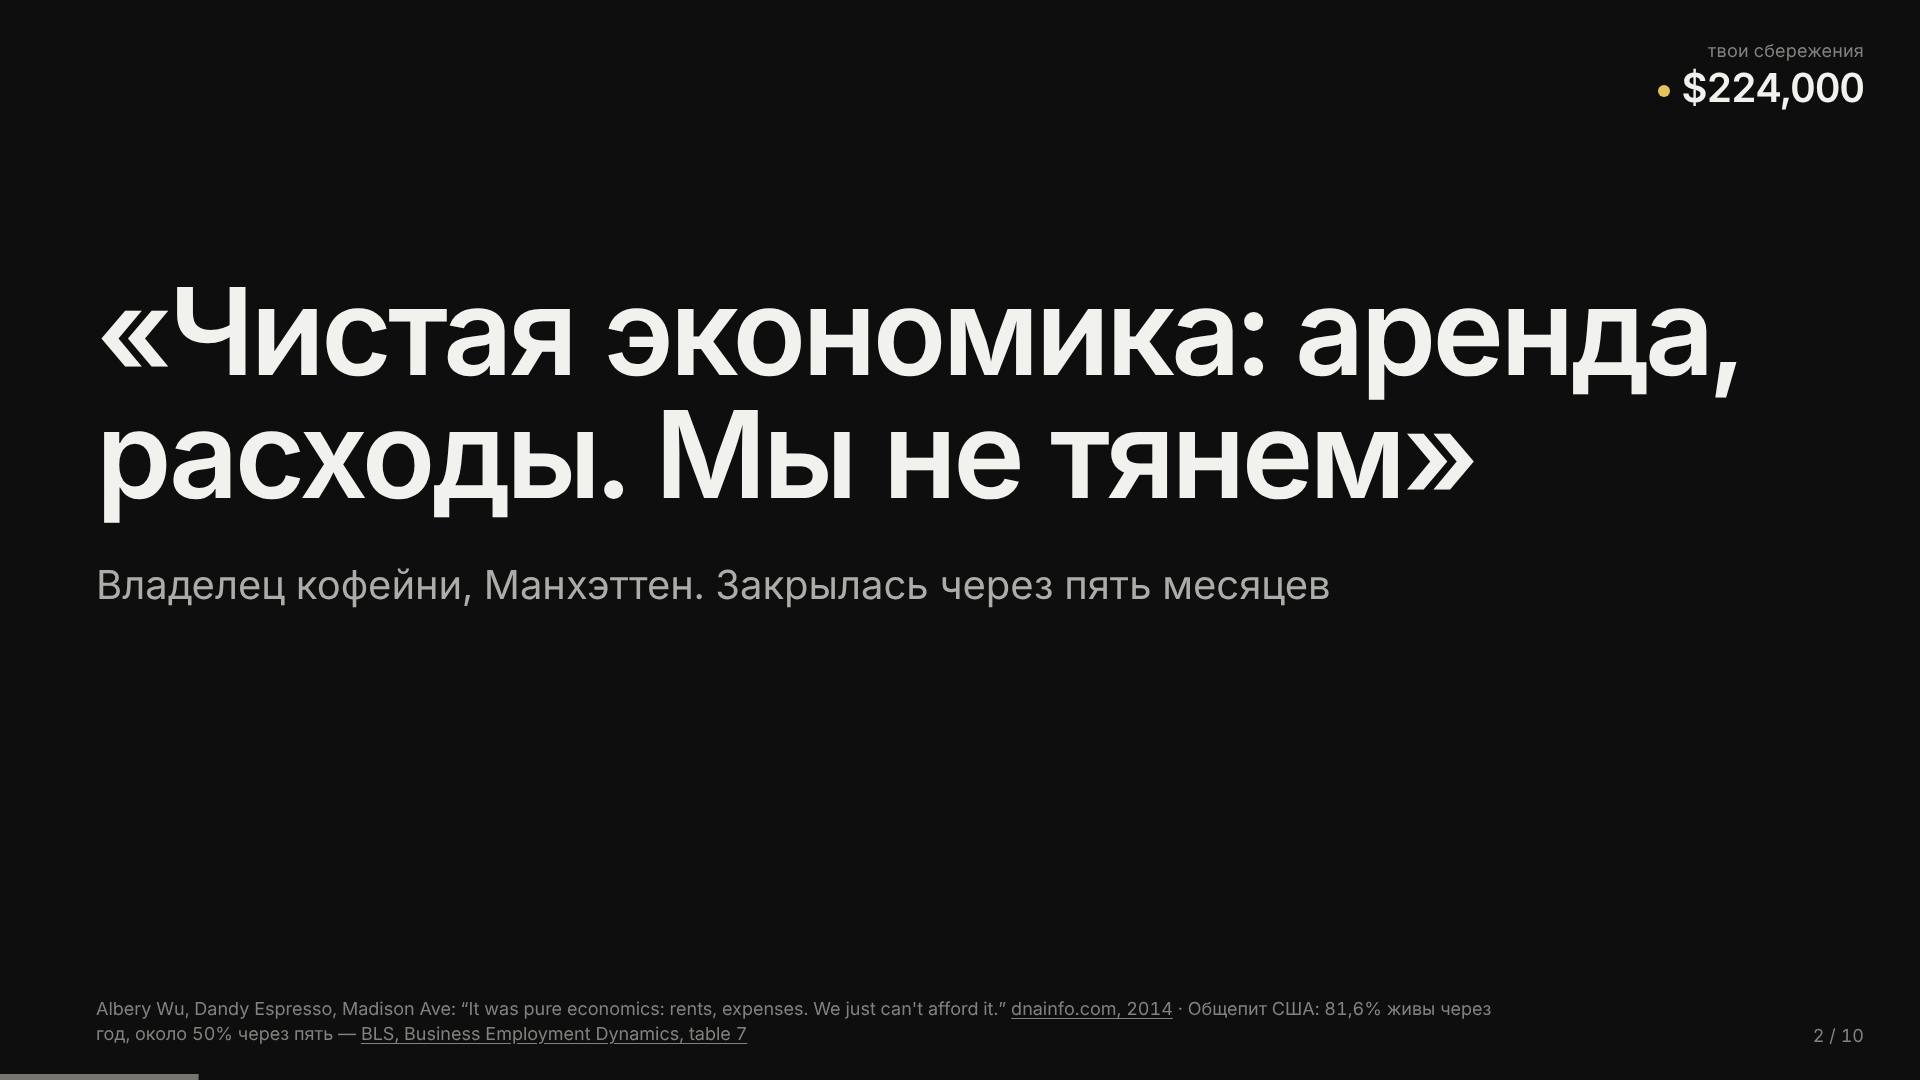 твои сбережения
$224,000
«Чистая экономика: аренда,
расходы. Мы не тянем»
Владелец кофейни, Манхэттен. Закрылась через пять месяцев
Albery Wu, Dandy Espresso, Madison Ave: “It was pure economics: rents, expenses. We just can't afford it.” dnainfo.com, 2014 · Общепит США: 81,6% живы через
год, около 50% через пять — BLS, Business Employment Dynamics, table 7
2 / 10